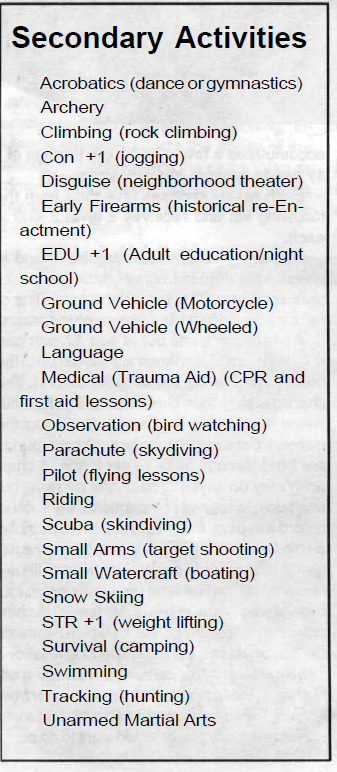 Secondary Activities
Acrobatics (dance or gymnastics)
Archery
Climbing (rock climbing)
Con +1 (jogging)
Disguise (neighborhood theater)
Early Firearms (historical re-En-
actment)
EDU +1 (Adult education/night
school)
Ground Vehicle (Motorcycle)
Ground Vehicle (Wheeled)
Language
Medical (Trauma Aid) (CPR and
first aid lessons)
Observation (bird watching)
Parachute (skydiving)
Pilot (flying lessons)
Riding
Scuba (skindiving)
Small Arms (target shooting)
Small Watercraft (boating)
Snow Skiing
STR +1 (weight lifting)
Survival (camping)
Swimming
Tracking (hunting)
Unarmed Martial Arts